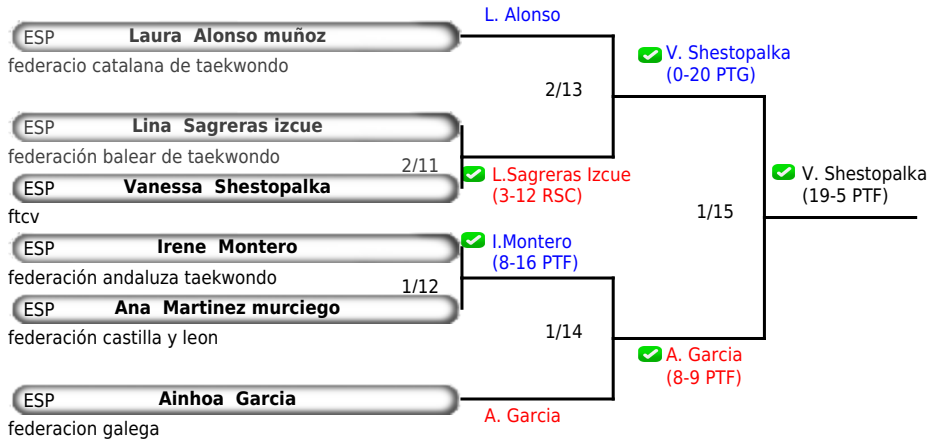 L. Alonso
ESP Laura Alonso muñoz
federacio catalana de taekwondo
V. Shestopalka
(0-20 PTG)
2/13
ESP Lina Sagreras izcue
federación balear de taekwondo
2/11
L.Sagreras Izcue
(3-12 RSC)
ESP Vanessa Shestopalka
ftcv
V. Shestopalka
(19-5 PTF)
1/15
ESP Irene Montero
federación andaluza taekwondo
I.Montero
(8-16 PTF)
1/12
ESP Ana Martinez murciego
federación castilla y leon
1/14
A. Garcia
(8-9 PTF)
ESP Ainhoa Garcia
federacion galega
A. Garcia